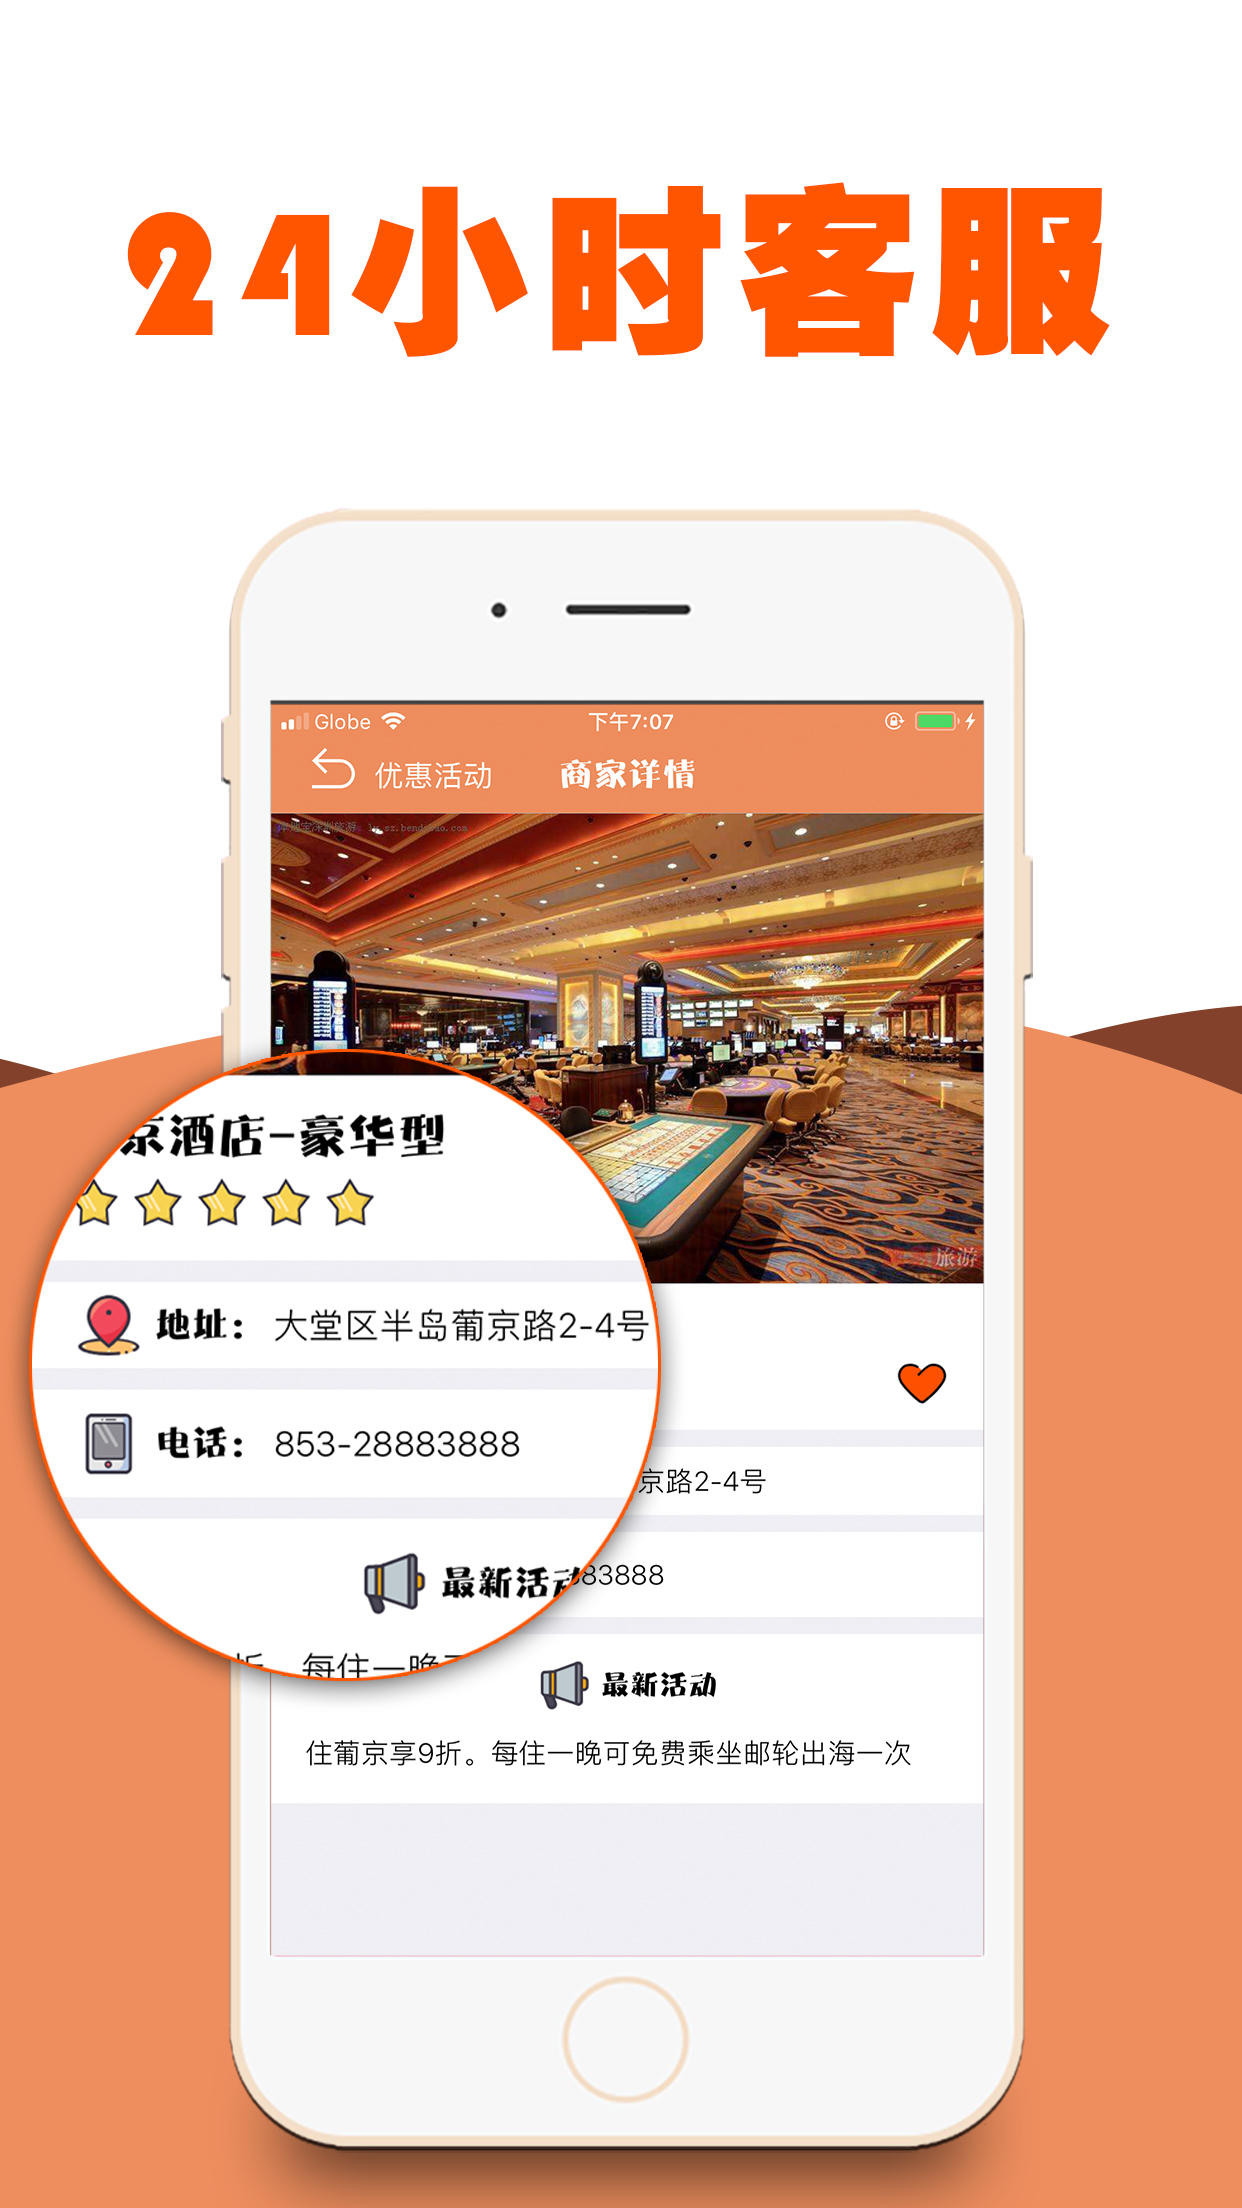 24小时客服
Globe
下午7:07
优惠活动
商家详情
京酒店-豪华型
地址：
大堂区半岛葡京路2-4号
电话：
853-28883888
最新活动
每住一晚
京路2-4号
83888
最新活动
住葡京享9折。每住一晚可免费乘坐邮轮出海一次
旅游